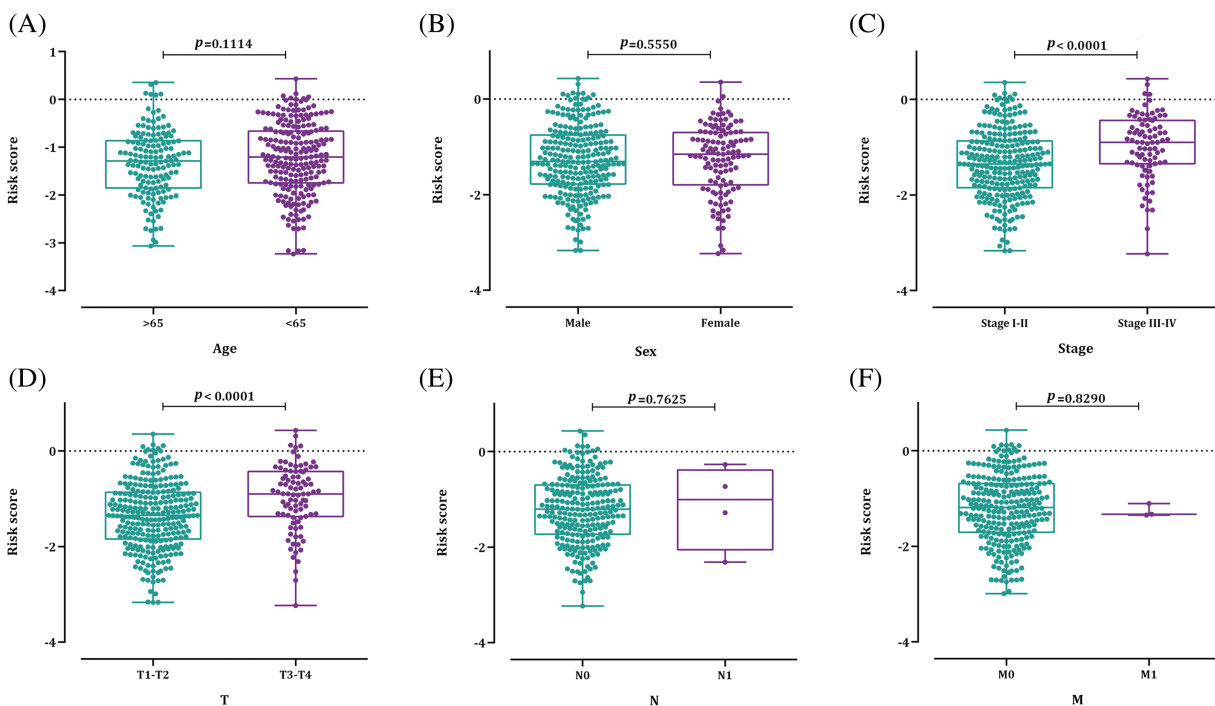 (A)
p=0.1114
Risk score
1
0
-1
-2
-3
-4
>65
<65
Age
(B)
p=0.5550
Risk score
0
-2
-4
Male
Female
Sex
(C)
p< 0.0001
Risk score
0
-2
-4
Stage I-II
Stage III-IV
Stage
(D)
p< 0.0001
Risk score
0
-2
-4
T1-T2
T3-T4
T
(E)
p=0.7625
Risk score
0
-2
-4
N0
N1
N
(F)
p=0.8290
Risk score
0
-2
-4
M0
M1
M